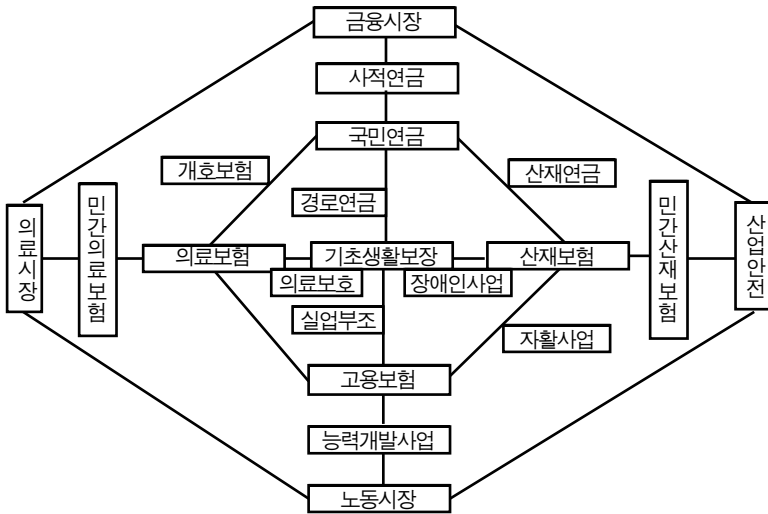 금융시장
사적연금
국민연금
개호보험
산재연금
경로연금
의료시장
민간의료보험
의료보험
기초생활보장
산재보험
민간산재보험
산업안전
의료보호
장애인사업
실업부조
자활사업
고용보험
능력개발사업
노동시장